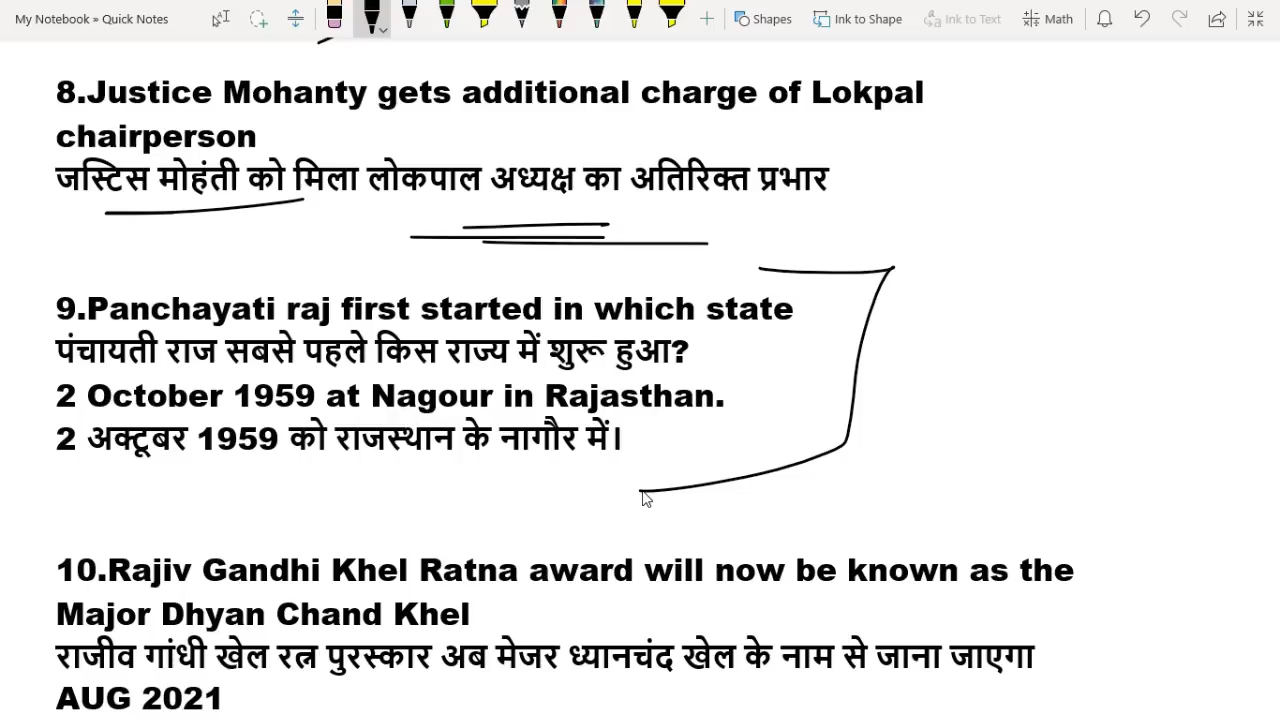 My Notebook » Quick Notes
Shapes
Ink to Shape
Ink to Text
Math
8.Justice Mohanty gets additional charge of Lokpal
chairperson
जस्टिस मोहंती को मिला लोकपाल अध्यक्ष का अतिरिक्त प्रभार
9.Panchayati raj first started in which state
पंचायती राज सबसे पहले किस राज्य में शुरू हुआ?
2 October 1959 at Nagour in Rajasthan.
2 अक्टूबर 1959 को राजस्थान के नागौर में।
10.Rajiv Gandhi Khel Ratna award will now be known as the
Major Dhyan Chand Khel
राजीव गांधी खेल रत्न पुरस्कार अब मेजर ध्यानचंद खेल के नाम से जाना जाएगा
AUG 2021